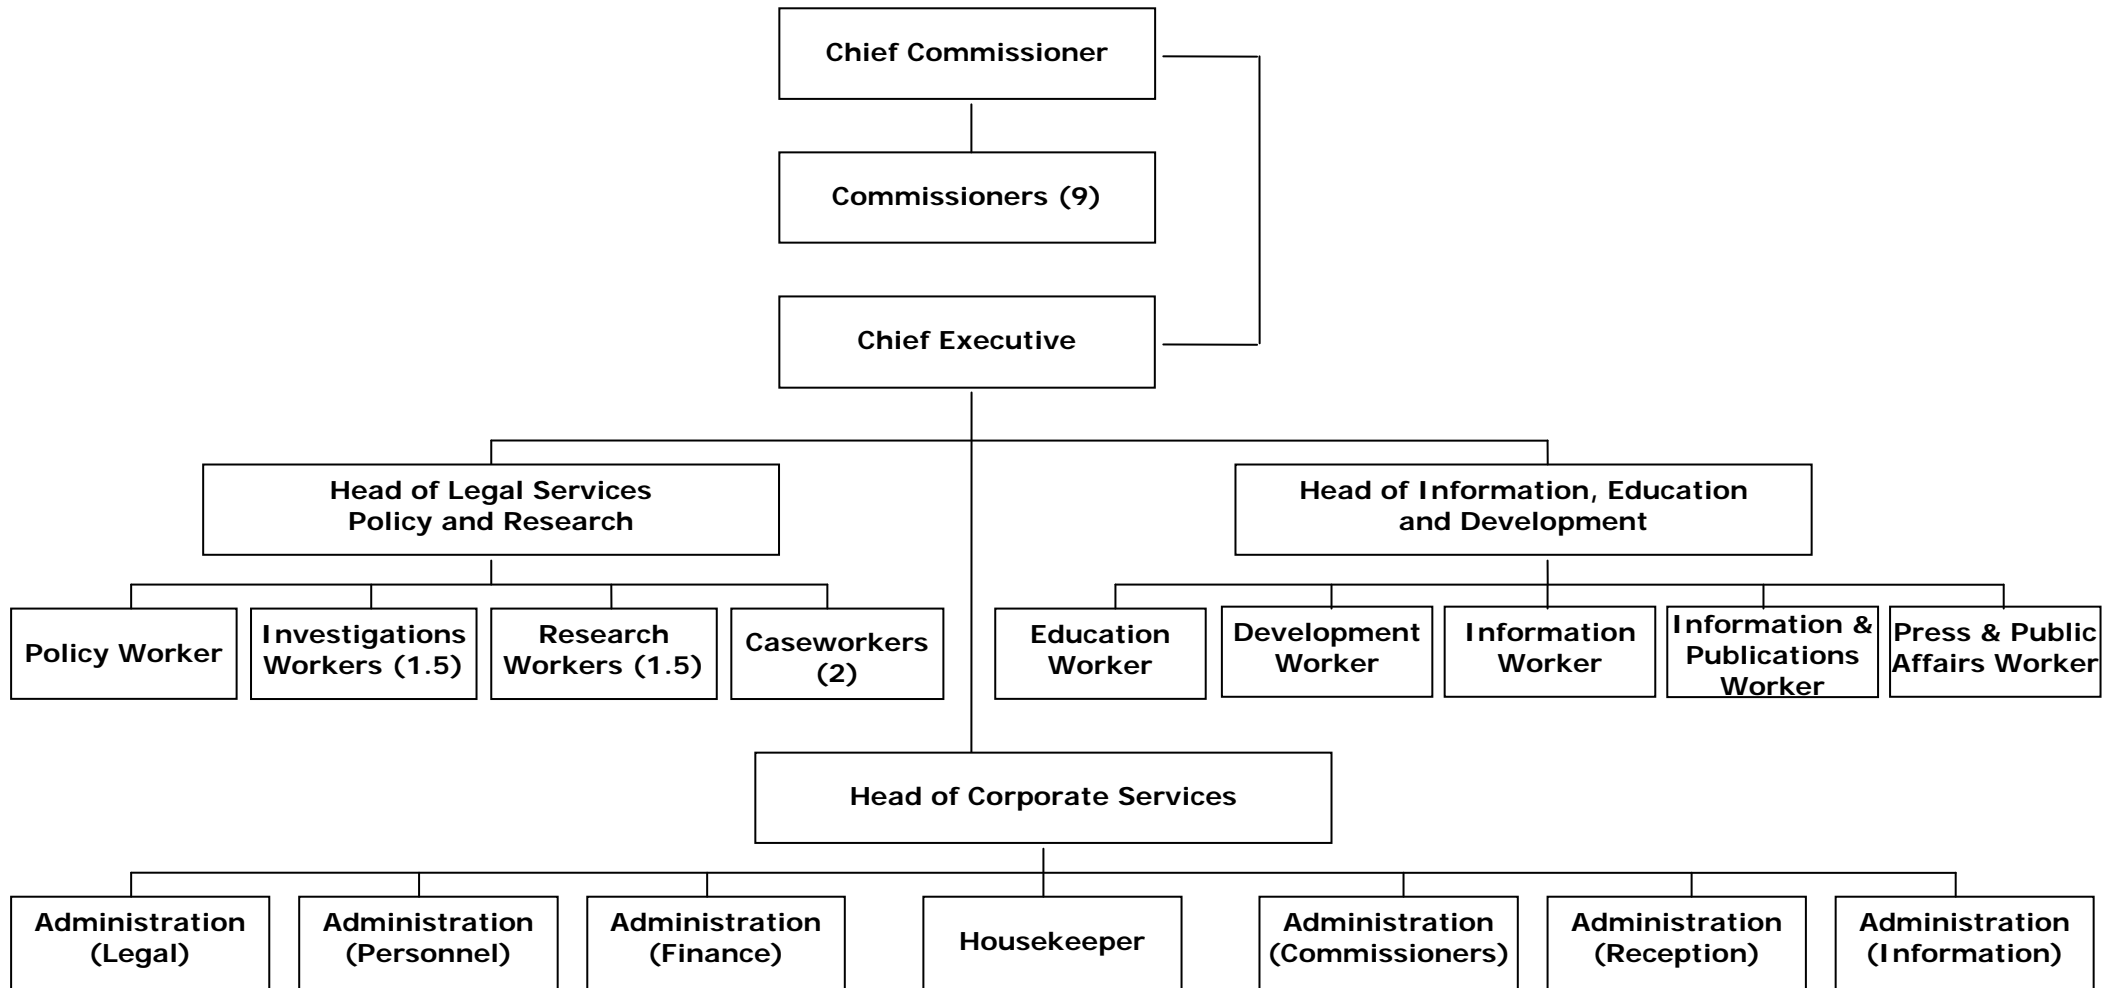 Chief Commissioner
Commissioners (9)
Chief Executive
Head of Legal Services
Policy and Research
Head of Information, Education
and Development
Policy Worker
Investigations
Workers (1.5)
Research
Workers (1.5)
Caseworkers
(2)
Education
Worker
Development
Worker
Information
Worker
Information &
Publications
Worker
Press & Public
Affairs Worker
Head of Corporate Services
Administration
(Legal)
Administration
(Personnel)
Administration
(Finance)
Housekeeper
Administration
(Commissioners)
Administration
(Reception)
Administration
(Information)